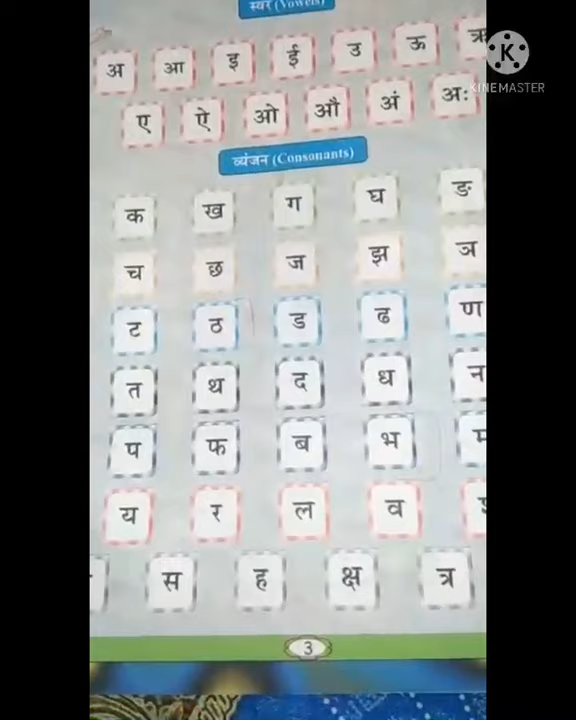 स्वर (Vowels)
अ आ इ ई उ ऊ ऋ
K
KINEMASTER
ए ऐ ओ औ अं अः
व्यंजन (Consonants)
क ख ग घ ङ
च छ ज झ ञ
ट ठ ड ढ ण
त थ द ध न
प फ ब भ म
य र ल व
स ह क्ष त्र
3